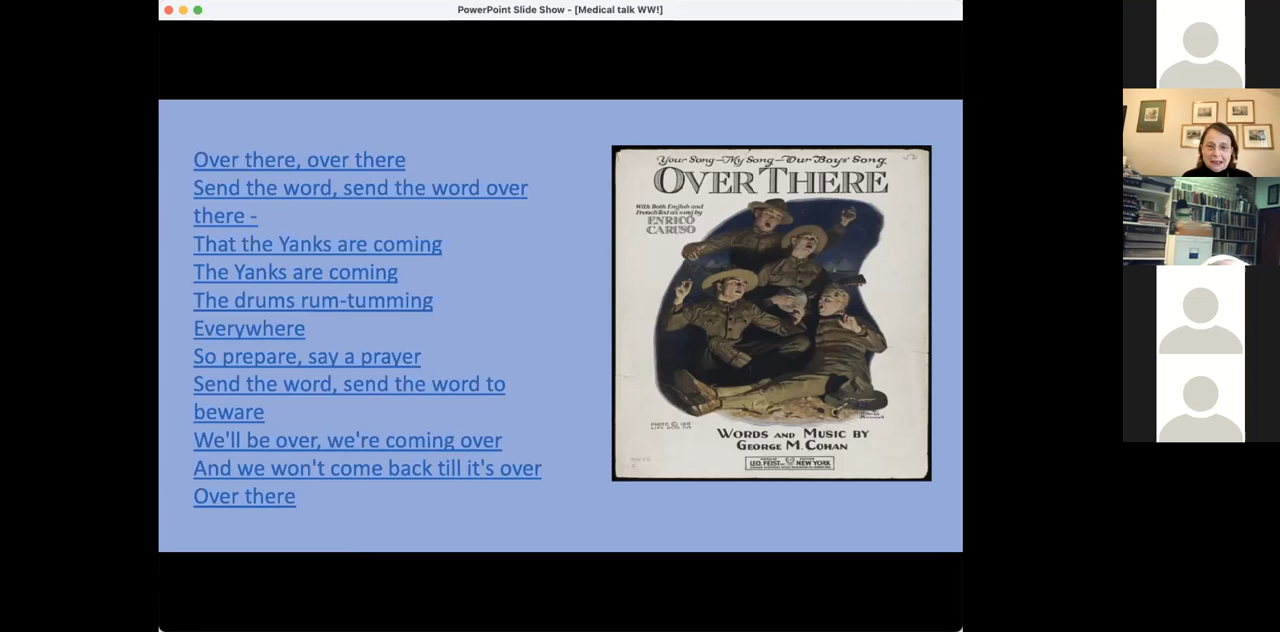 PowerPoint Slide Show - [Medical talk WW!]
Over there, over there
Send the word, send the word over
there -
That the Yanks are coming
The Yanks are coming
The drums rum-tumming
Everywhere
So prepare, say a prayer
Send the word, send the word to
beware
We'll be over, we're coming over
And we won't come back till it's over
Over there
Your Song—My Song—Our Boys' Song
OVER THERE
With Both English and
French Text as sung by
ENRICO
CARUSO
WORDS AND MUSIC BY
GEORGE M. COHAN
LEO. FEIST NEW YORK